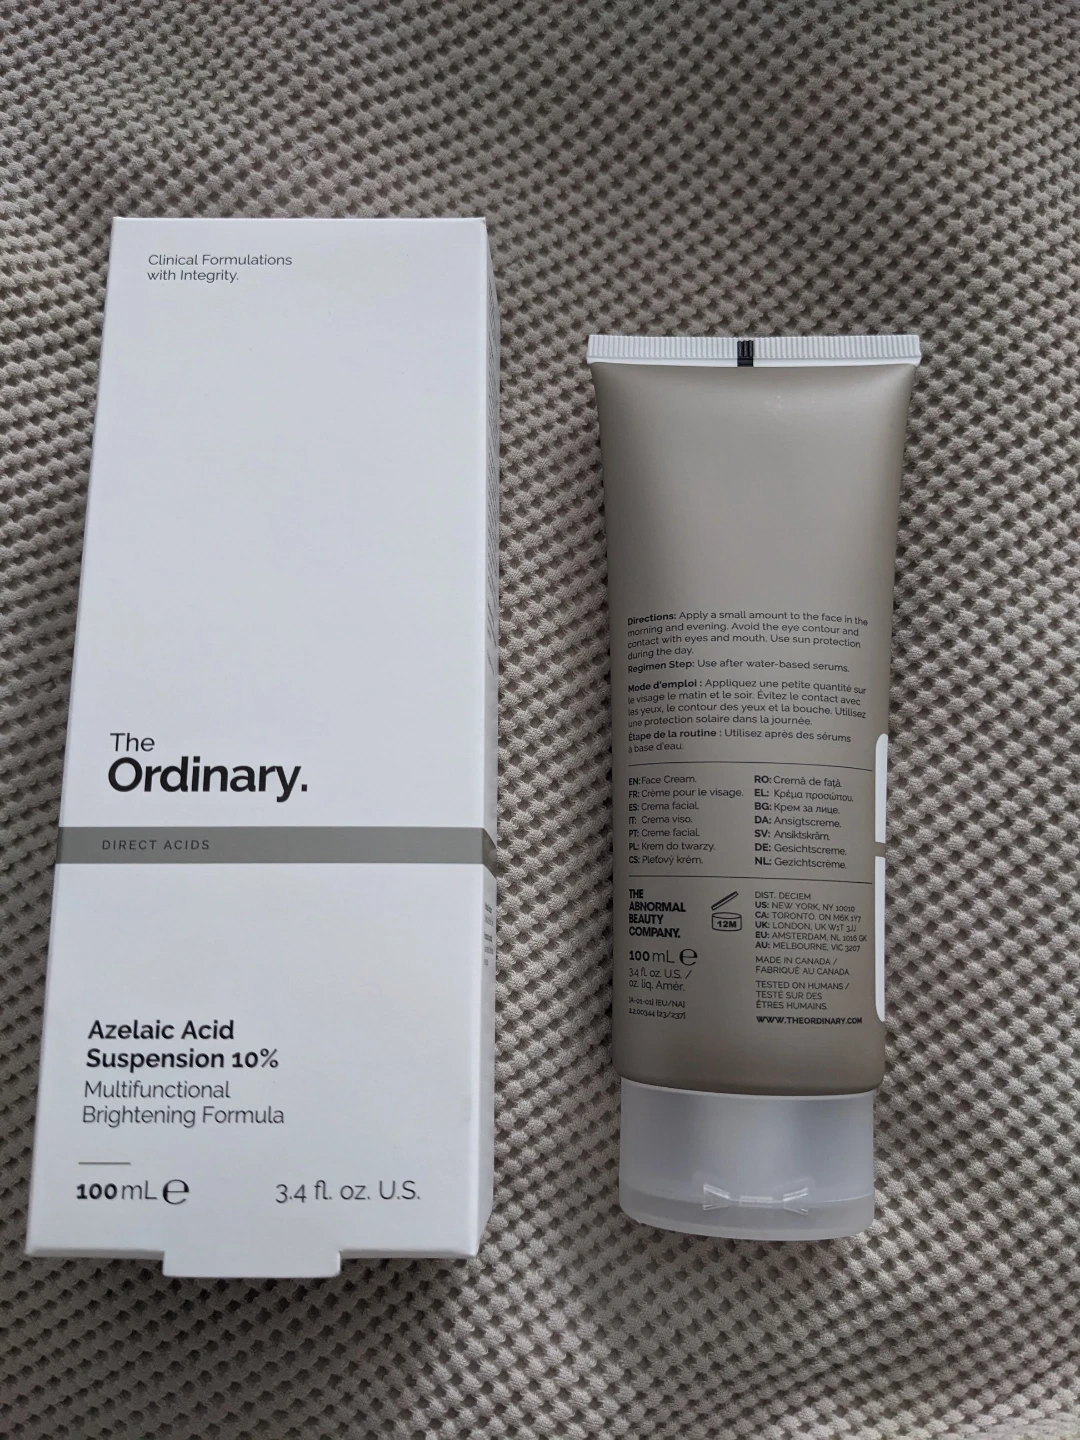 Clinical Formulations
with Integrity.
The
Ordinary.
DIRECT ACIDS
Azelaic Acid
Suspension 10%
Multifunctional
Brightening Formula
100 mL ℮ 3.4 fl. oz. U.S.
Directions: Apply a small amount to the face in the
morning and evening. Avoid the eye contour and
contact with eyes and mouth. Use sun protection
during the day.
Regimen Step: Use after water-based serums.
Mode d'emploi : Appliquez une petite quantité sur
le visage le matin et le soir. Évitez le contact avec
les yeux, le contour des yeux et la bouche. Utilisez
une protection solaire dans la journée.
Étape de la routine : Utilisez après des sérums
à base d'eau.
EN: Face Cream.
FR: Crème pour le visage.
ES: Crema facial.
IT: Crema viso.
PT: Creme facial.
PL: Krem do twarzy.
CS: Pleťový krém.
RO: Cremă de față.
EL: Κρέμα προσώπου.
BG: Крем за лице.
DA: Ansigtscreme.
SV: Ansiktskräm.
DE: Gesichtscreme.
NL: Gezichtscrème.
THE
ABNORMAL
BEAUTY
COMPANY.
12M
100 mL ℮
3.4 fl. oz. U.S. /
oz. liq. Amér.
[A-01-01] [EU/NA]
[23/237]
DIST. DECIEM
US: NEW YORK, NY 10010
CA: TORONTO, ON M6K 1Y7
UK: LONDON, UK W1T 3JJ
EU: AMSTERDAM, NL 1016 GK
AU: MELBOURNE, VIC 3207
MADE IN CANADA /
FABRIQUÉ AU CANADA
TESTED ON HUMANS /
TESTÉ SUR DES
ÊTRES HUMAINS.
WWW.THEORDINARY.COM